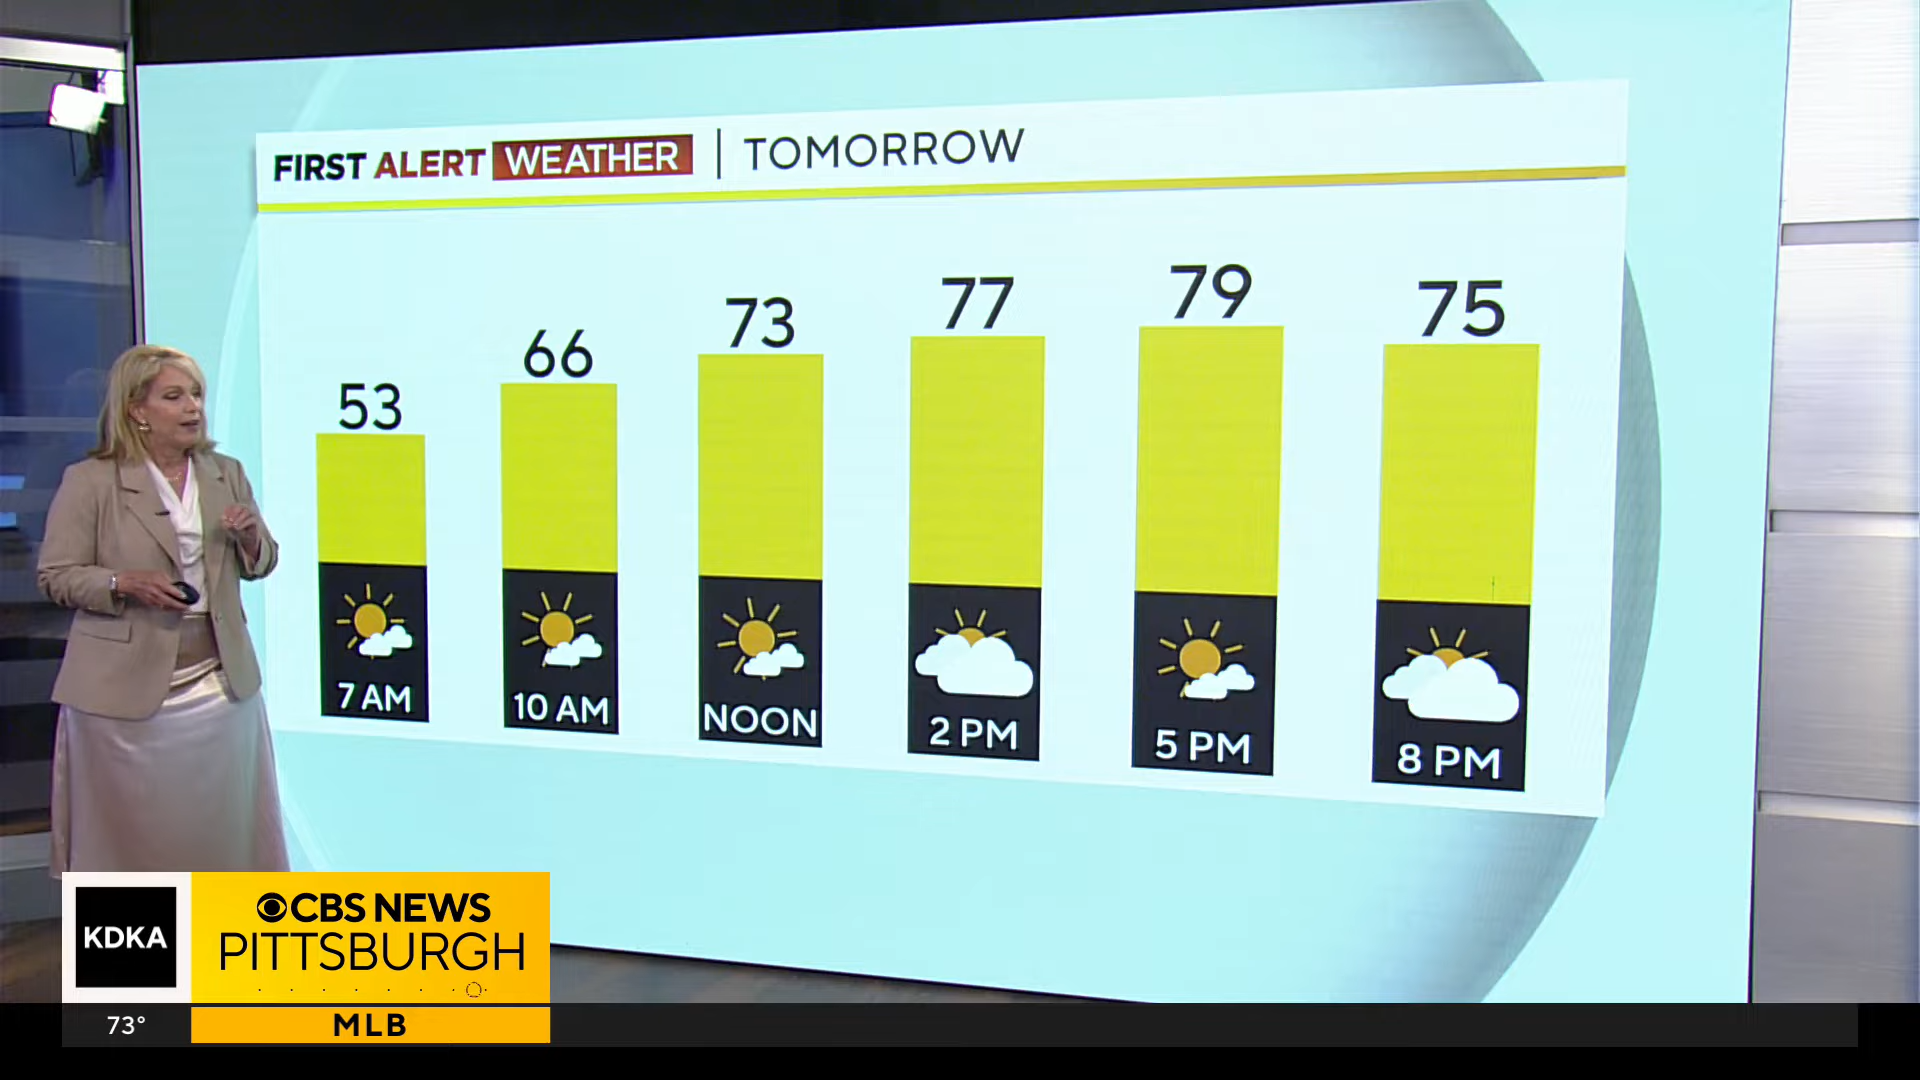 FIRST ALERT WEATHER | TOMORROW
53
66
73
77
79
75
7 AM
10 AM
NOON
2 PM
5 PM
8 PM
KDKA
CBS NEWS
PITTSBURGH
73°
MLB